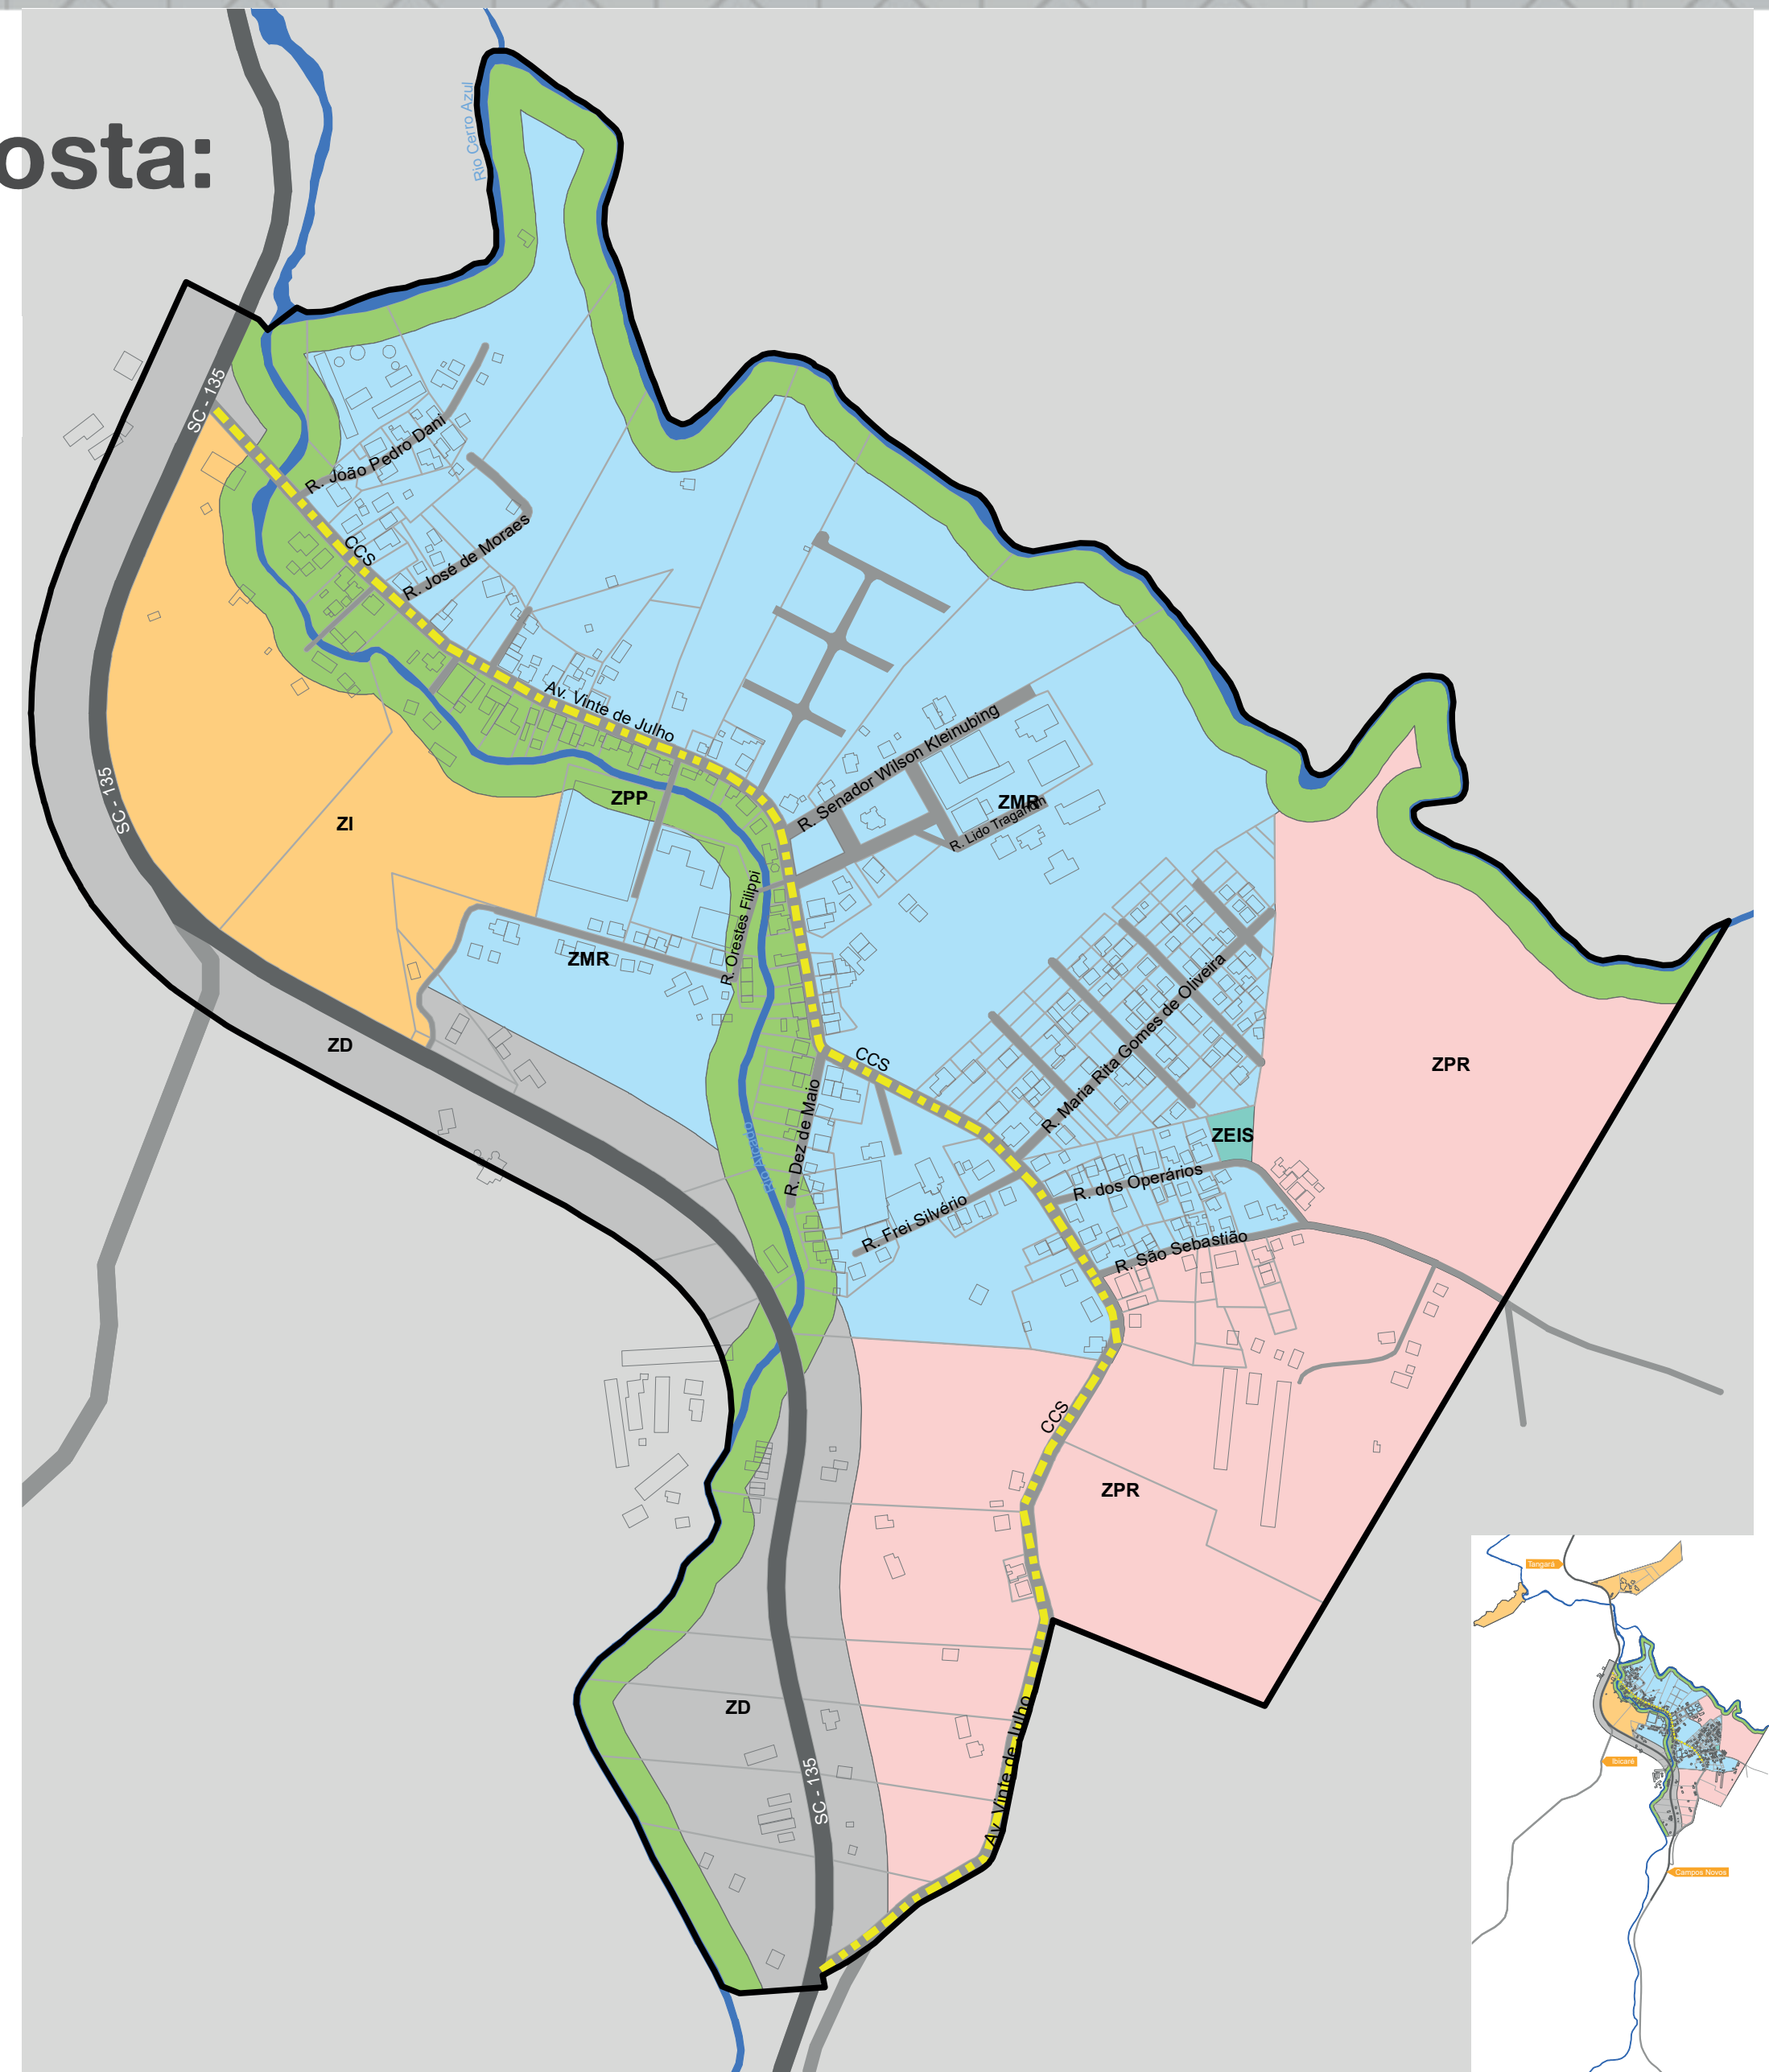 Rio Cerro Azul
osta:
SC - 135
R. João Pedro Dani
CCS
R. José de Moraes
Av. Vinte de Julho
R. Senador Wilson Kleinubing
SC - 135
ZPP
ZMR
ZI
R. Lido Tragancin
R. Orestes Filippi
ZMR
R. Maria Rita Gomes de Oliveira
ZD
CCS
ZPR
R. Dez de Maio
ZEIS
R. dos Operários
R. Frei Silvério
R. São Sebastião
CCS
ZPR
ZD
Av. Vinte de Julho
SC - 135
Tangará
Ibicaré
Campos Novos